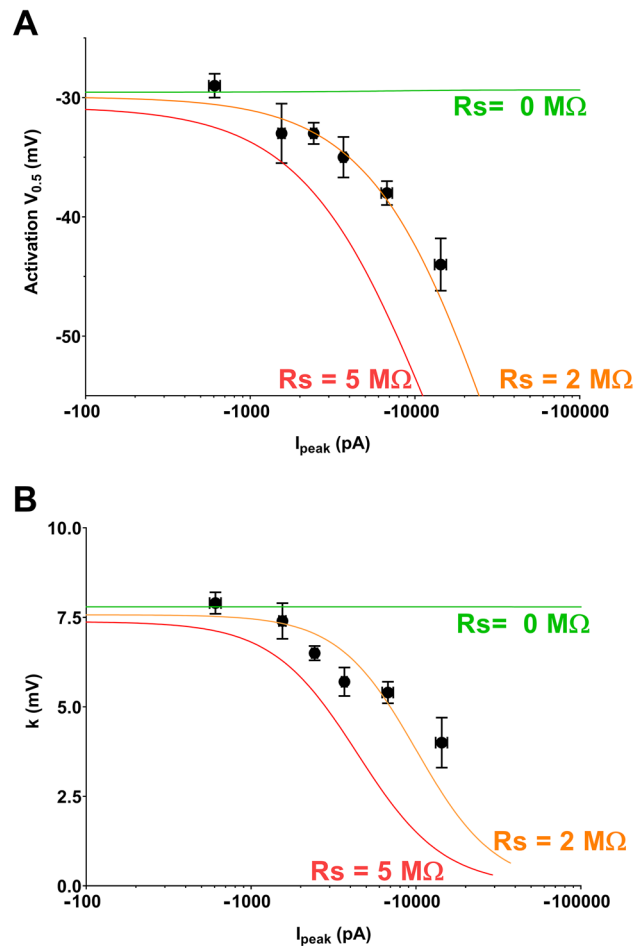 A
-30
-40
-50
Activation V0.5 (mV)
Rs= 0 MΩ
Rs = 5 MΩ
Rs = 2 MΩ
-100
-1000
-10000
-100000
Ipeak (pA)
B
10.0
7.5
5.0
2.5
0.0
k (mV)
Rs= 0 MΩ
Rs = 2 MΩ
Rs = 5 MΩ
-100
-1000
-10000
-100000
Ipeak (pA)